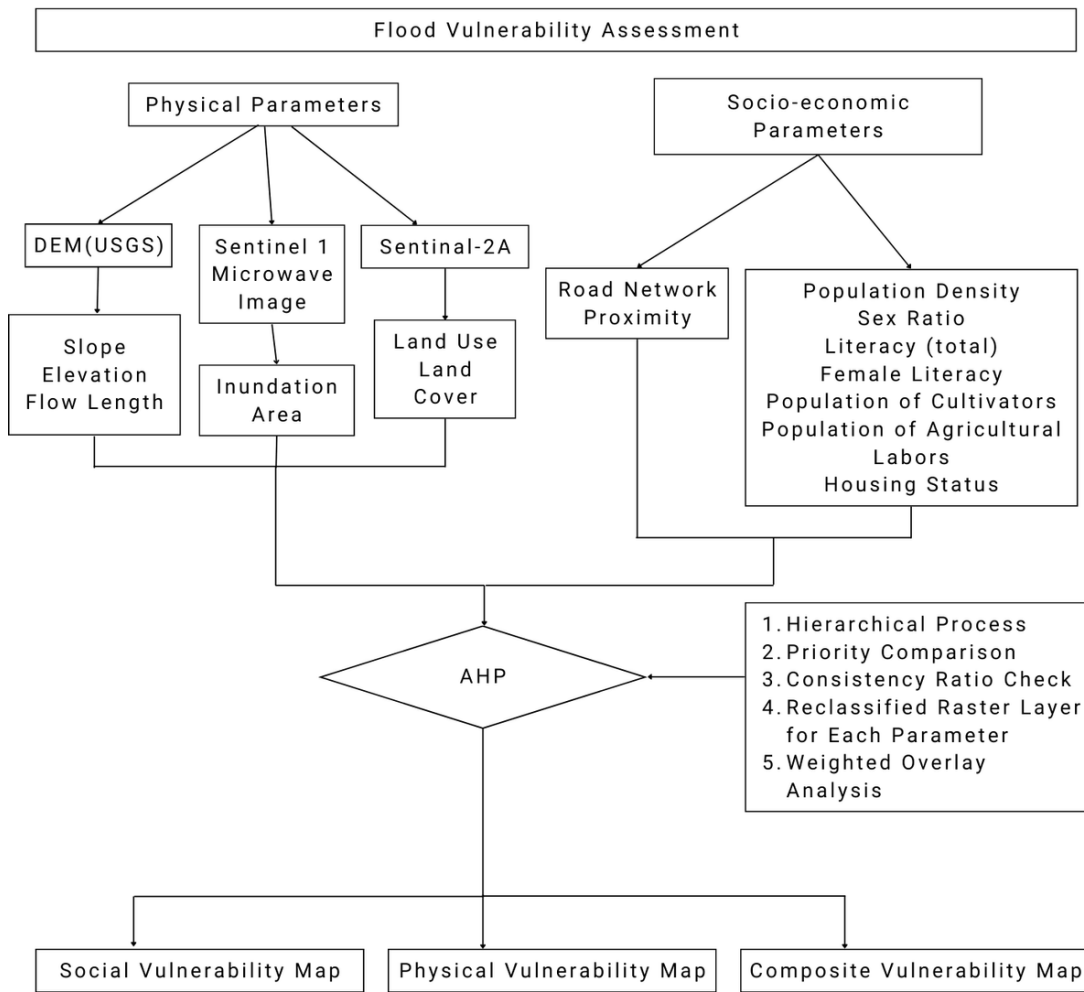 Flood Vulnerability Assessment
Physical Parameters
Socio-economic
Parameters
DEM(USGS)
Sentinel 1
Microwave
Image
Sentinal-2A
Road Network
Proximity
Population Density
Sex Ratio
Literacy (total)
Female Literacy
Population of Cultivators
Population of Agricultural
Labors
Housing Status
Slope
Elevation
Flow Length
Inundation
Area
Land Use
Land
Cover
AHP
1. Hierarchical Process
2. Priority Comparison
3. Consistency Ratio Check
4. Reclassified Raster Layer
for Each Parameter
5. Weighted Overlay
Analysis
Social Vulnerability Map
Physical Vulnerability Map
Composite Vulnerability Map